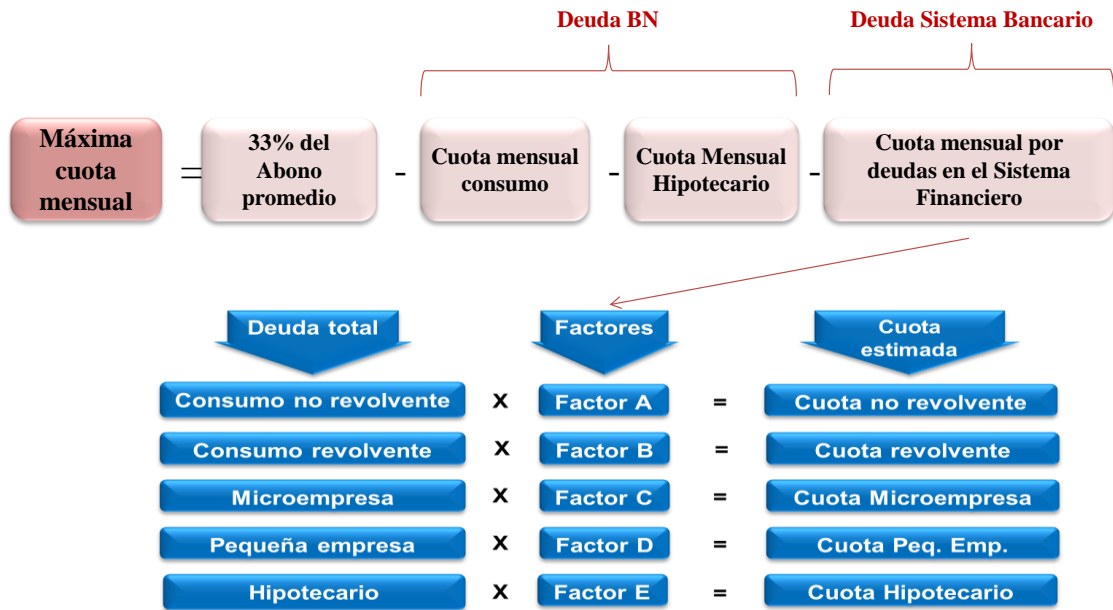 Deuda BN
Deuda Sistema Bancario
Máxima
cuota
mensual
=
33% del
Abono
promedio
-
Cuota mensual
consumo
-
Cuota Mensual
Hipotecario
-
Cuota mensual por
deudas en el Sistema
Financiero
Deuda total
Factores
Cuota
estimada
Consumo no revolvente X Factor A = Cuota no revolvente
Consumo revolvente X Factor B = Cuota revolvente
Microempresa X Factor C = Cuota Microempresa
Pequeña empresa X Factor D = Cuota Peq. Emp.
Hipotecario X Factor E = Cuota Hipotecario